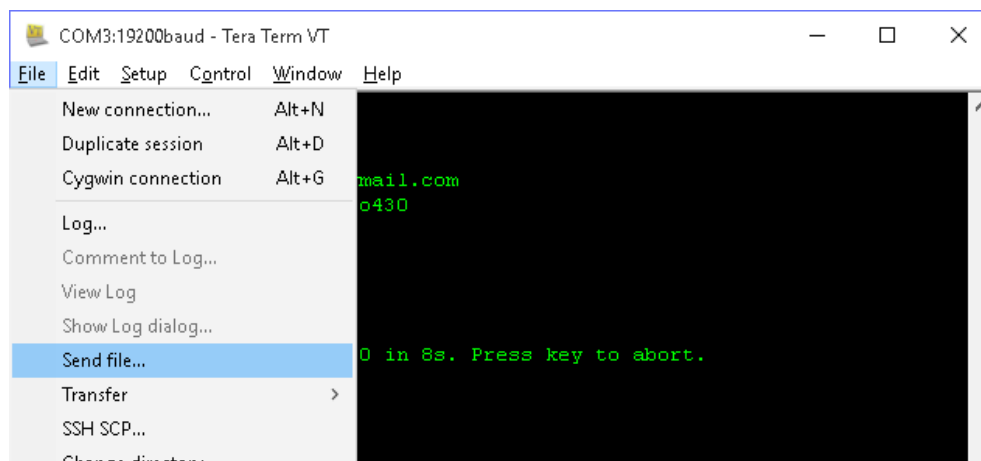 COM3:19200baud - Tera Term VT
File Edit Setup Control Window Help
New connection... Alt+N
Duplicate session Alt+D
Cygwin connection Alt+G
mail.com
o430
Log...
Comment to Log...
View Log
Show Log dialog...
Send file...
0 in 8s. Press key to abort.
Transfer >
SSH SCP...
Change directory